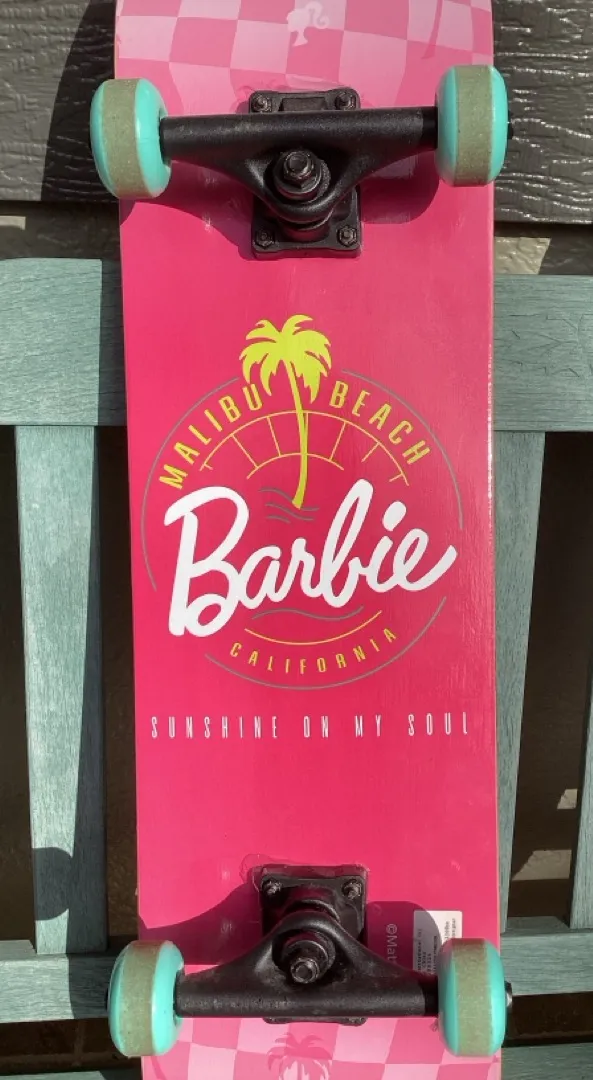 MALIBU BEACH
Barbie
CALIFORNIA
SUNSHINE ON MY SOUL